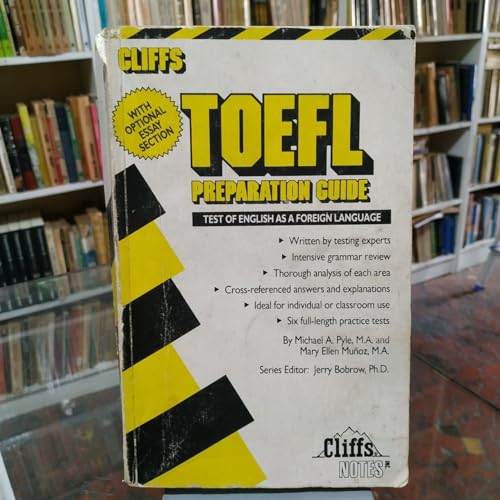 CLIFFS
WITH
OPTIONAL
ESSAY
SECTION
TOEFL
PREPARATION GUIDE
TEST OF ENGLISH AS A FOREIGN LANGUAGE
Written by testing experts
Intensive grammar review
Thorough analysis of each area
Cross-referenced answers and explanations
Ideal for individual or classroom use
Six full-length practice tests
By Michael A. Pyle, M.A. and
Mary Ellen Muñoz, M.A.
Series Editor: Jerry Bobrow, Ph.D.
Cliffs
NOTES